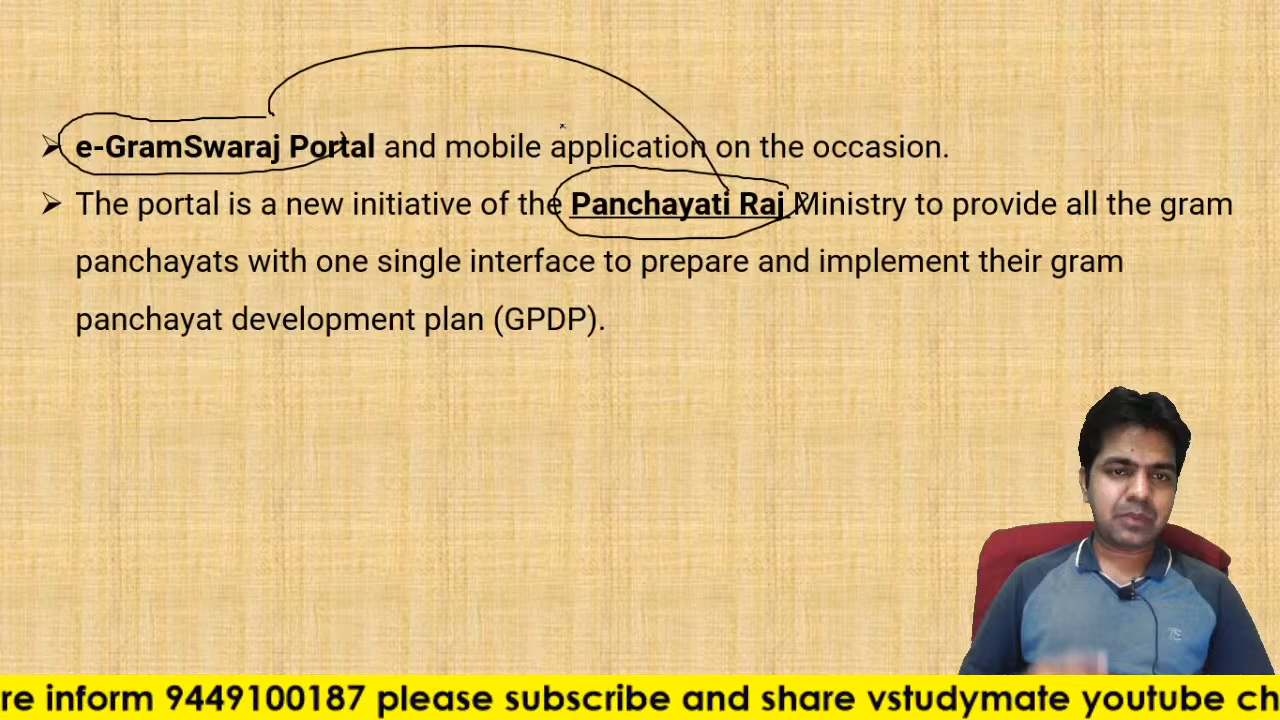 ➢ e-GramSwaraj Portal and mobile application on the occasion.
➢ The portal is a new initiative of the Panchayati Raj Ministry to provide all the gram
panchayats with one single interface to prepare and implement their gram
panchayat development plan (GPDP).
re inform 9449100187 please subscribe and share vstudymate youtube ch